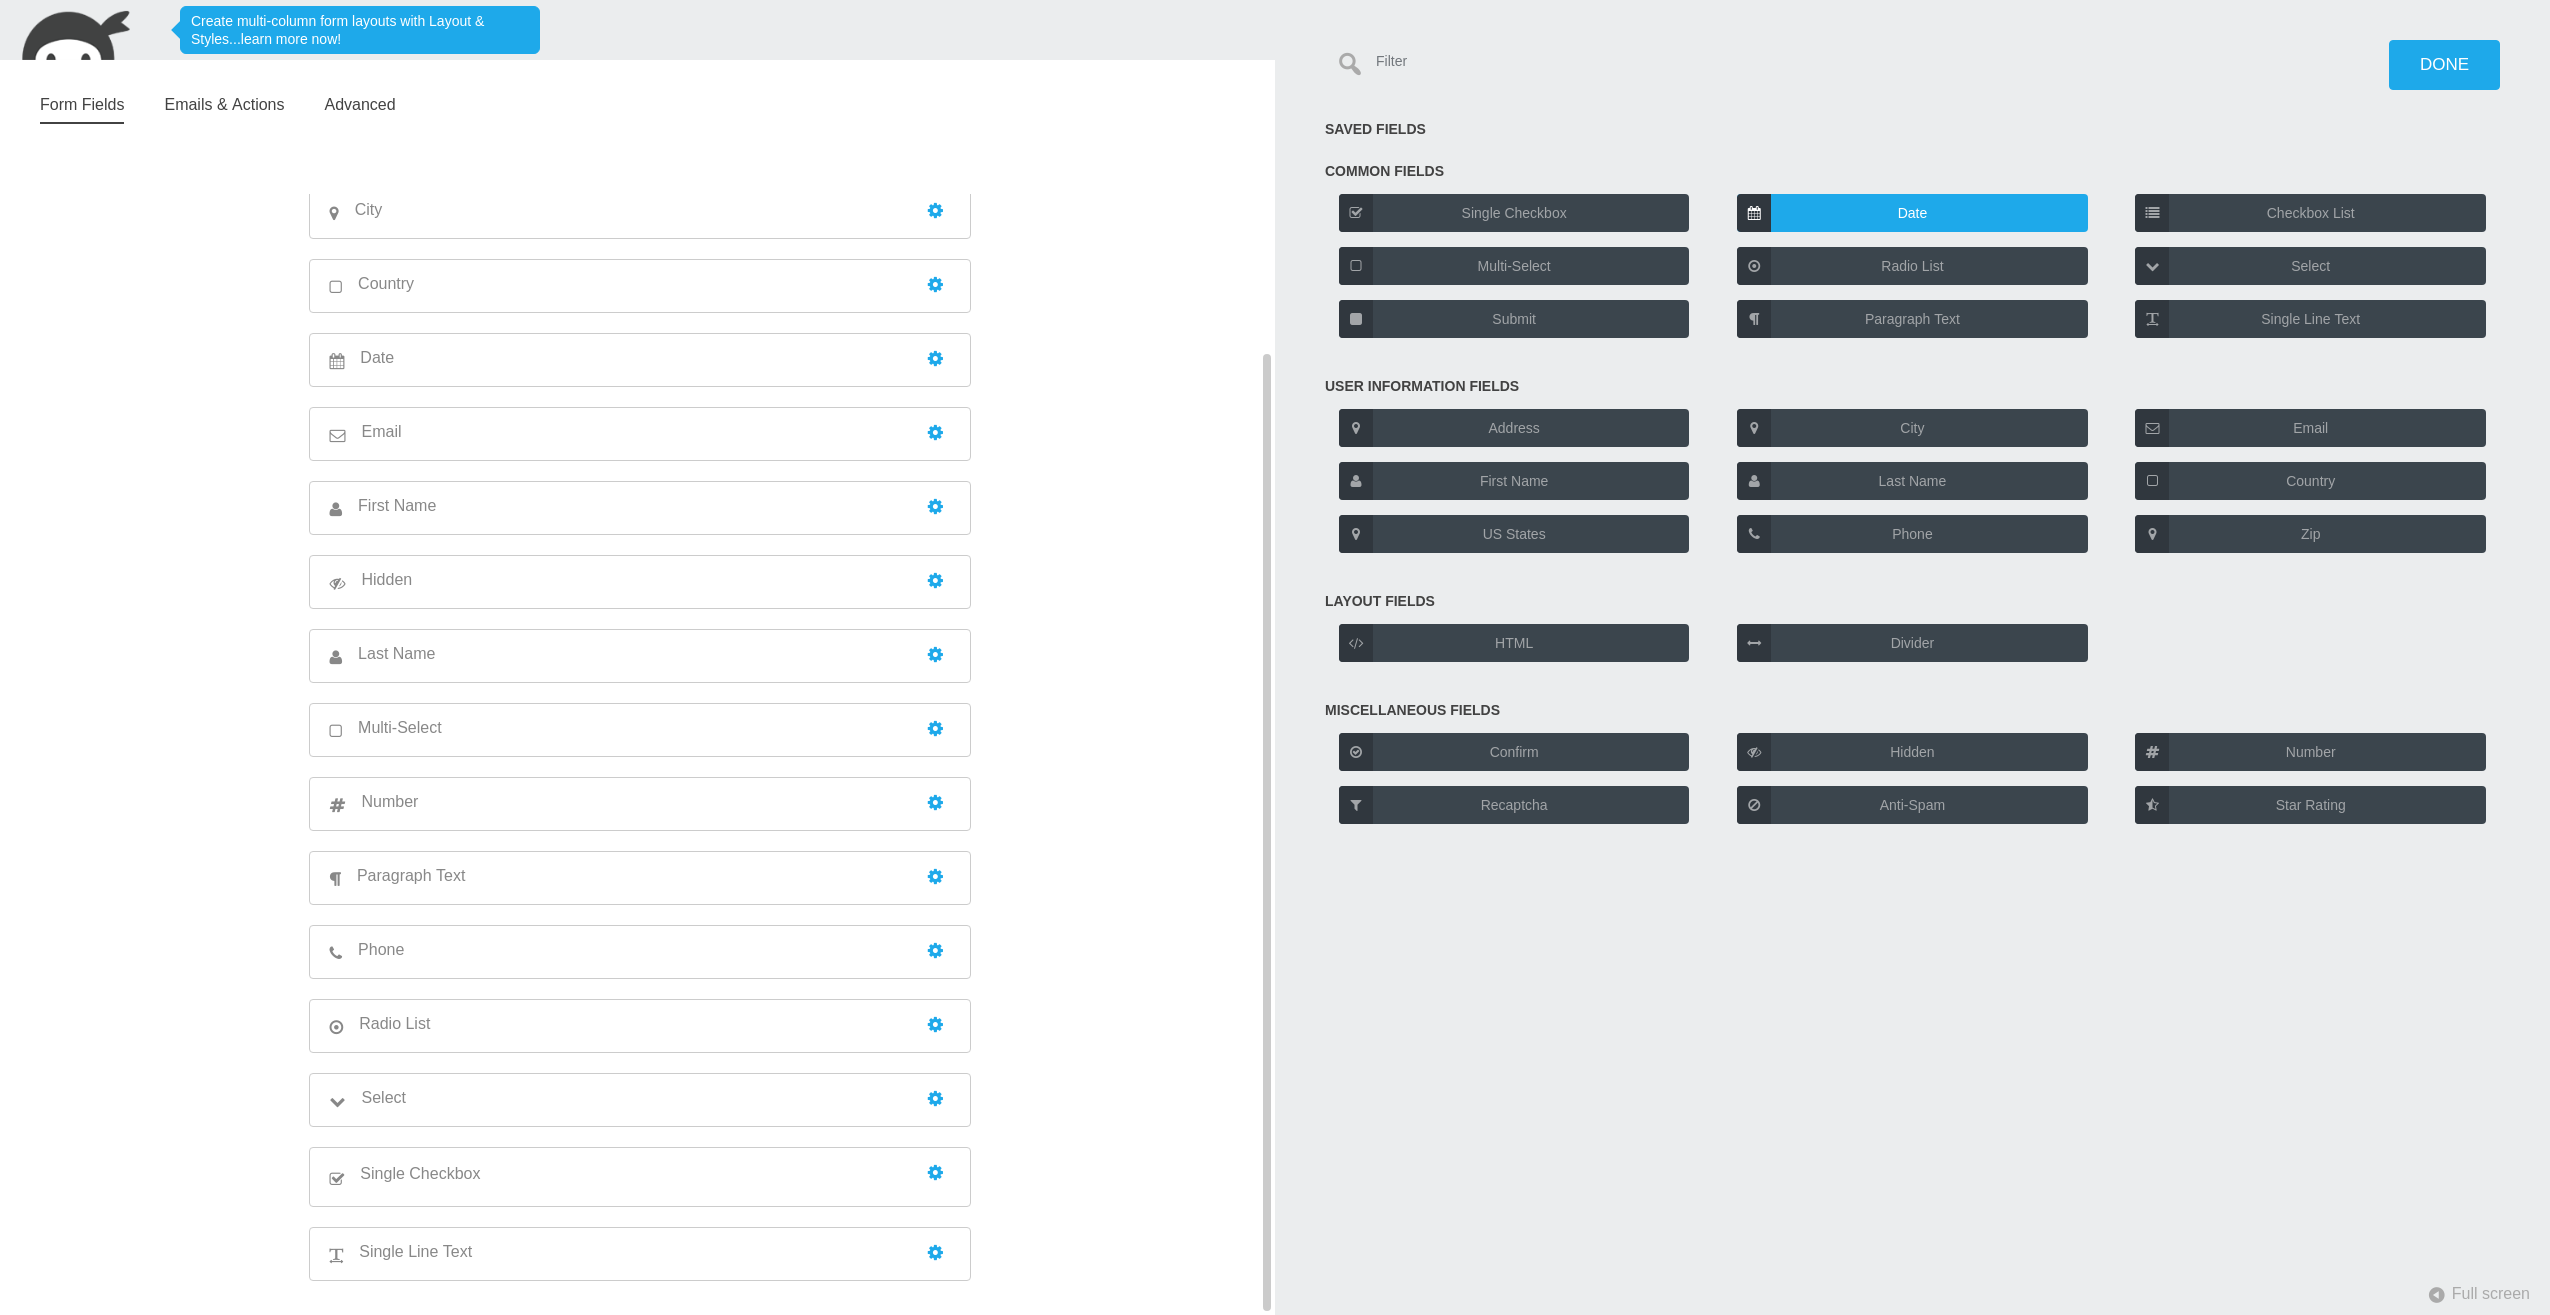 Create multi-column form layouts with Layout &
Styles...learn more now!
Form Fields
Emails & Actions
Advanced
City
Country
Date
Email
First Name
Hidden
Last Name
Multi-Select
Number
Paragraph Text
Phone
Radio List
Select
Single Checkbox
Single Line Text
Filter
DONE
SAVED FIELDS
COMMON FIELDS
Single Checkbox
Date
Checkbox List
Multi-Select
Radio List
Select
Submit
Paragraph Text
Single Line Text
USER INFORMATION FIELDS
Address
City
Email
First Name
Last Name
Country
US States
Phone
Zip
LAYOUT FIELDS
HTML
Divider
MISCELLANEOUS FIELDS
Confirm
Hidden
Number
Recaptcha
Anti-Spam
Star Rating
Full screen